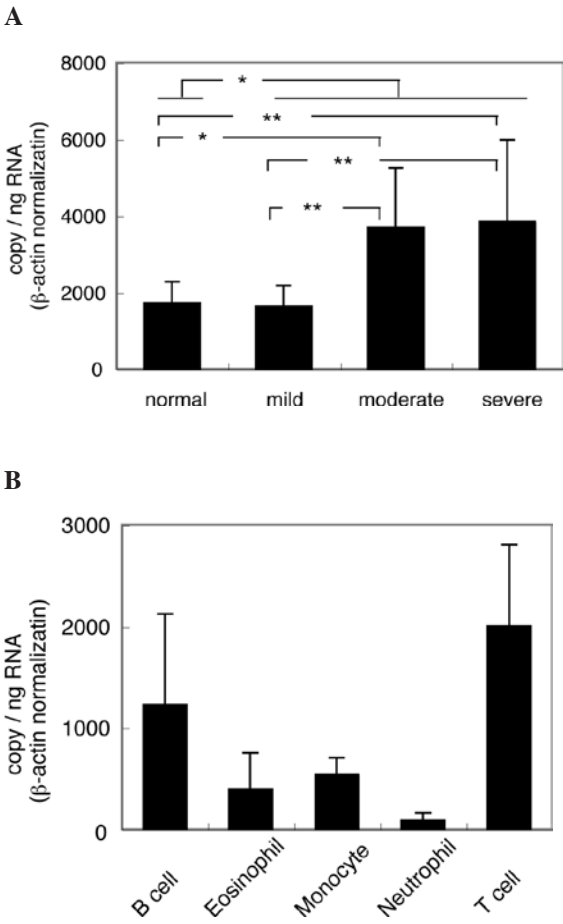 A
8000
6000
4000
2000
0
copy / ng RNA
(β-actin normalizatin)
*
**
*
**
**
normal mild moderate severe
B
3000
2000
1000
0
copy / ng RNA
(β-actin normalizatin)
B cell Eosinophil Monocyte Neutrophil T cell